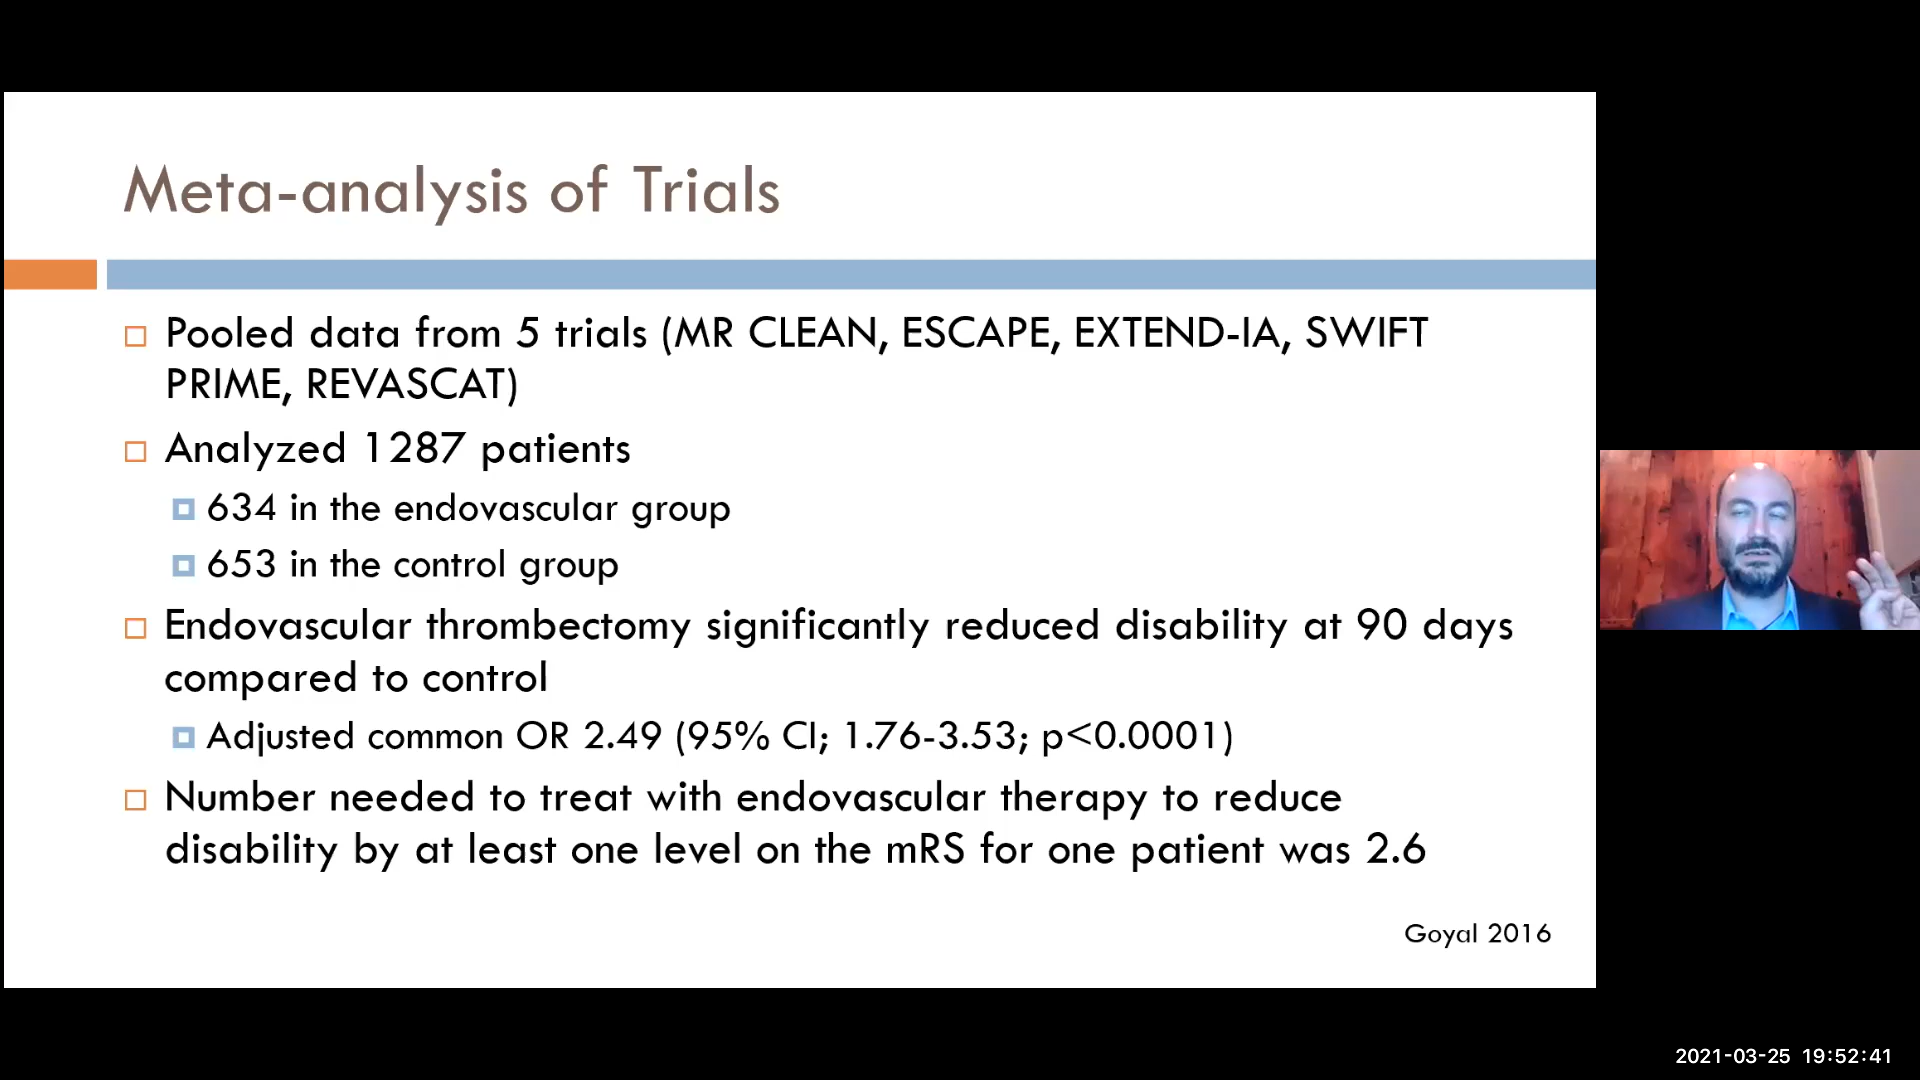 Meta-analysis of Trials
Pooled data from 5 trials (MR CLEAN, ESCAPE, EXTEND-IA, SWIFT
PRIME, REVASCAT)
Analyzed 1287 patients
634 in the endovascular group
653 in the control group
Endovascular thrombectomy significantly reduced disability at 90 days
compared to control
Adjusted common OR 2.49 (95% CI; 1.76-3.53; p<0.0001)
Number needed to treat with endovascular therapy to reduce
disability by at least one level on the mRS for one patient was 2.6
Goyal 2016
2021-03-25 19:52:41